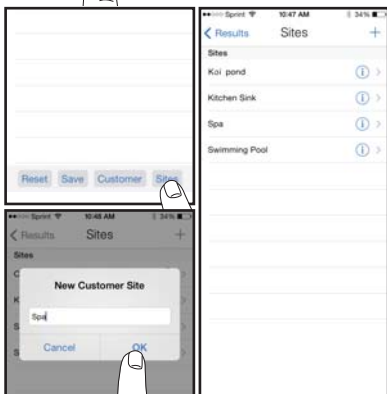 Reset Save Customer Sites
Sprint 10:48 AM 34%
Results Sites +
Sites
New Customer Site
Spa
Cancel OK
Sprint 10:47 AM 34%
Results Sites +
Sites
Koi pond
Kitchen Sink
Spa
Swimming Pool